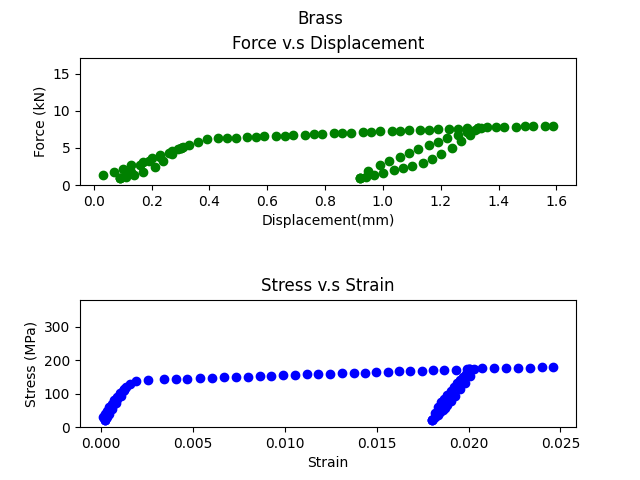 Brass
Force v.s Displacement
Force (kN)
15
10
5
0
0.0 0.2 0.4 0.6 0.8 1.0 1.2 1.4 1.6
Displacement(mm)
Stress v.s Strain
Stress (MPa)
300
200
100
0
0.000 0.005 0.010 0.015 0.020 0.025
Strain